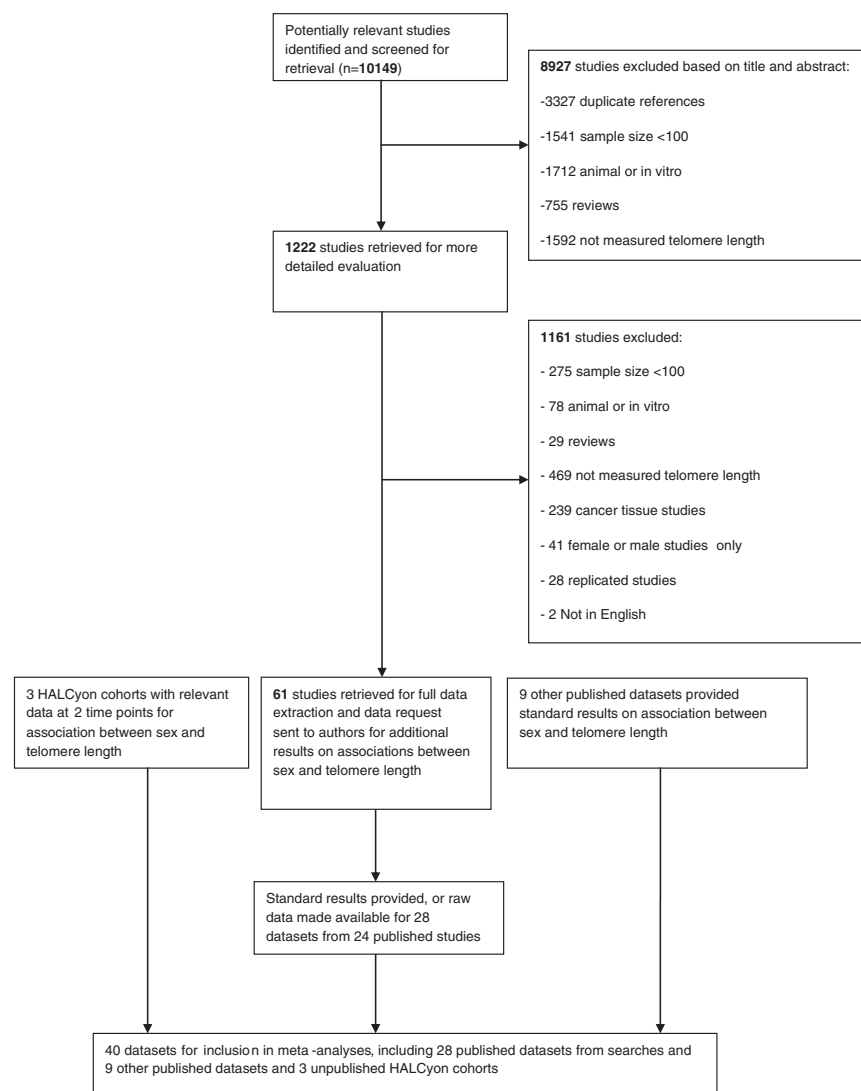 Potentially relevant studies
identified and screened for
retrieval (n=10149)
8927 studies excluded based on title and abstract:
-3327 duplicate references
-1541 sample size <100
-1712 animal or in vitro
-755 reviews
-1592 not measured telomere length
1222 studies retrieved for more
detailed evaluation
1161 studies excluded:
- 275 sample size <100
- 78 animal or in vitro
- 29 reviews
- 469 not measured telomere length
- 239 cancer tissue studies
- 41 female or male studies only
- 28 replicated studies
- 2 Not in English
3 HALCyon cohorts with relevant
data at 2 time points for
association between sex and
telomere length
61 studies retrieved for full data
extraction and data request
sent to authors for additional
results on associations between
sex and telomere length
9 other published datasets provided
standard results on association between
sex and telomere length
Standard results provided, or raw
data made available for 28
datasets from 24 published studies
40 datasets for inclusion in meta -analyses, including 28 published datasets from searches and
9 other published datasets and 3 unpublished HALCyon cohorts